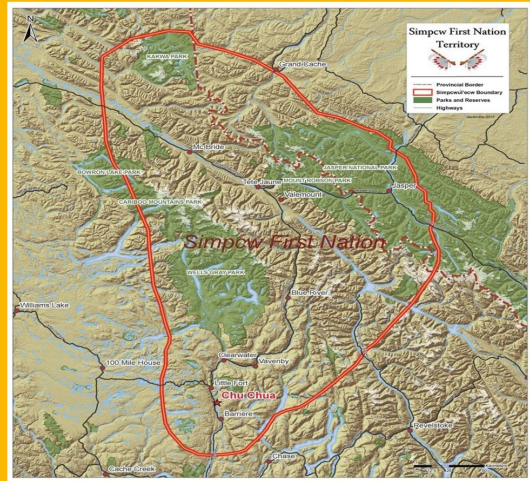 N
Simpcw First Nation
Territory
Provincial Border
Simpcwúl'ecw Boundary
Parks and Reserves
Highways
KAKWA PARK
Grand Cache
McBride
JASPER NATIONAL PARK
MOUNT ROBSON PARK
Tete Jaune
Jasper
BOWRON LAKE PARK
Valemount
CARIBOO MOUNTAINS PARK
Simpcw First Nation
WELLS GRAY PARK
Blue River
Williams Lake
Clearwater
Vavenby
100 Mile House
Little Fort
Chu Chua
Barriere
Revelstoke
Chase
Cache Creek